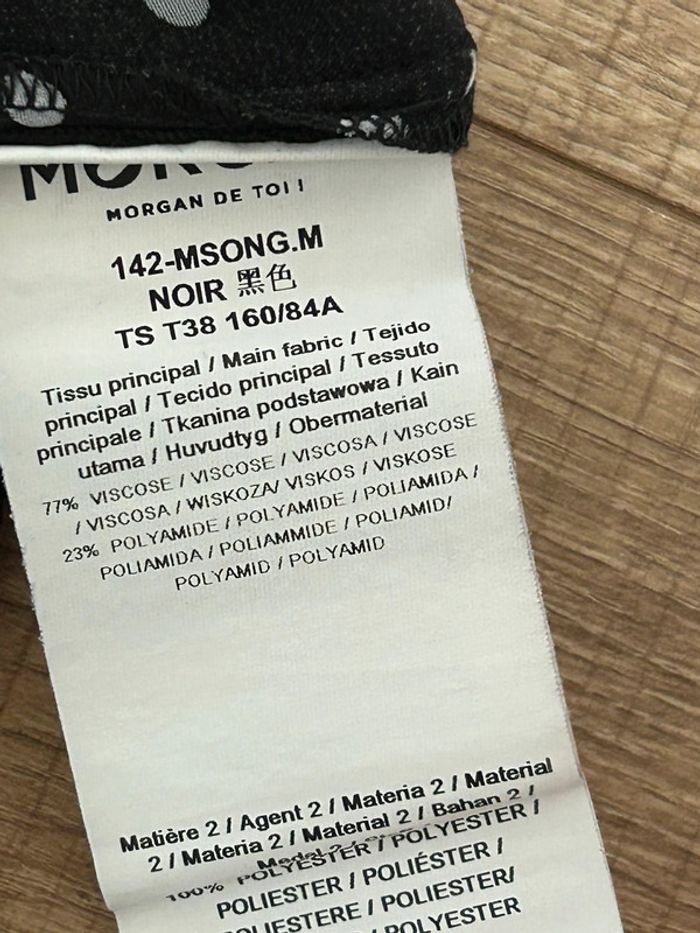 MORGAN DE TOI !
142-MSONG.M
NOIR 黑色
TS T38 160/84A
Tissu principal / Main fabric / Tejido
principal / Tecido principal / Tessuto
principale / Tkanina podstawowa / Kain
utama / Huvudtyg / Obermaterial
77% VISCOSE / VISCOSE / VISCOSA / VISCOSE
/ VISCOSA / WISKOZA/ VISKOS / VISKOSE
23% POLYAMIDE / POLYAMIDE / POLIAMIDA /
POLIAMIDA / POLIAMMIDE / POLIAMID/
POLYAMID / POLYAMID
Matière 2 / Agent 2 / Materia 2 / Material
2 / Materia 2 / Material 2 / Bahan 2 /
100% POLYESTER / POLYESTER /
POLIESTER / POLIÉSTER /
POLIESTERE / POLIESTER/
/ POLYESTER